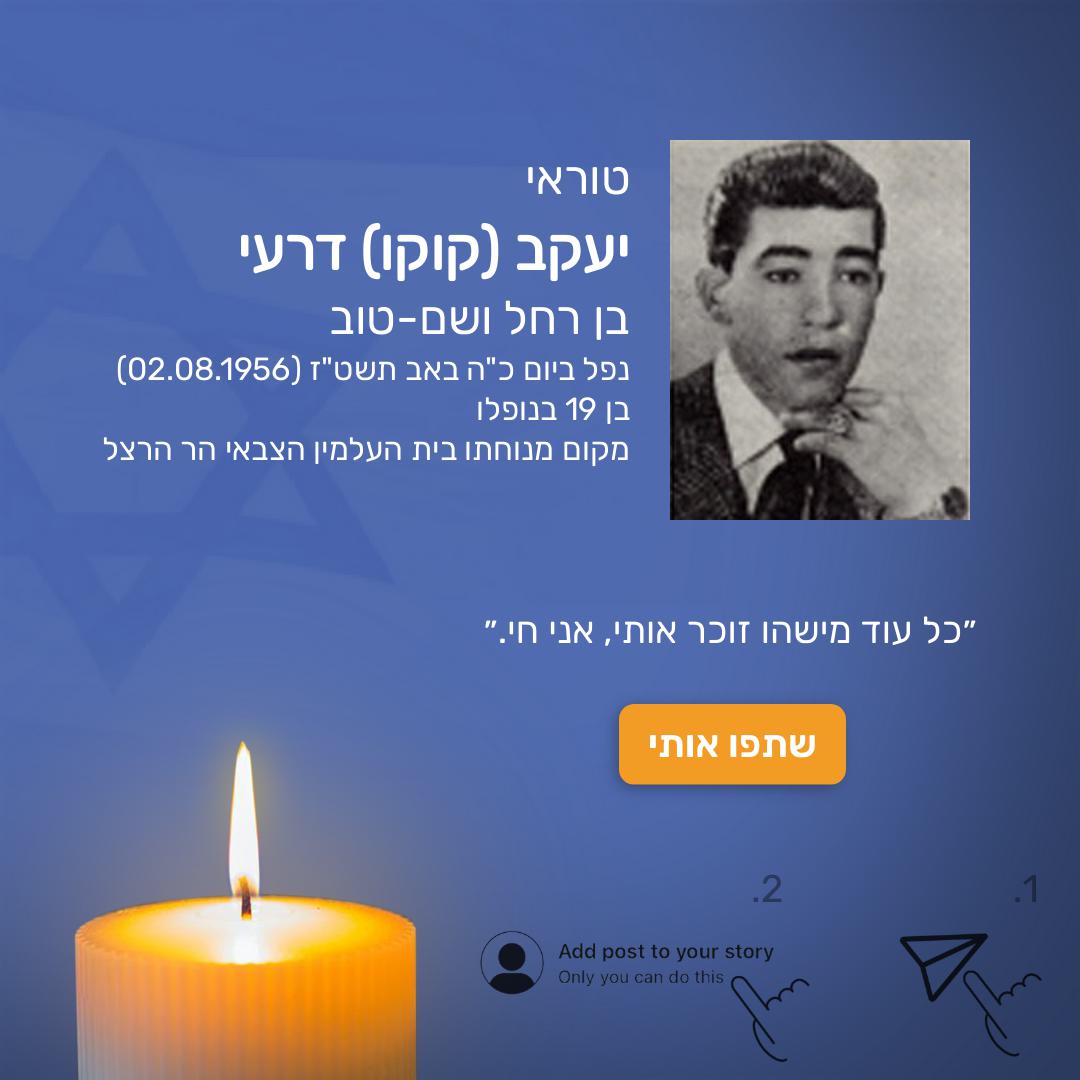 טוראי
יעקב (קוקו) דרעי
בן רחל ושם-טוב
נפל ביום כ"ה באב תשט"ז (02.08.1956)
בן 19 בנופלו
מקום מנוחתו בית העלמין הצבאי הר הרצל
״כל עוד מישהו זוכר אותי, אני חי.״
שתפו אותי
.1
.2
Add post to your story
Only you can do this